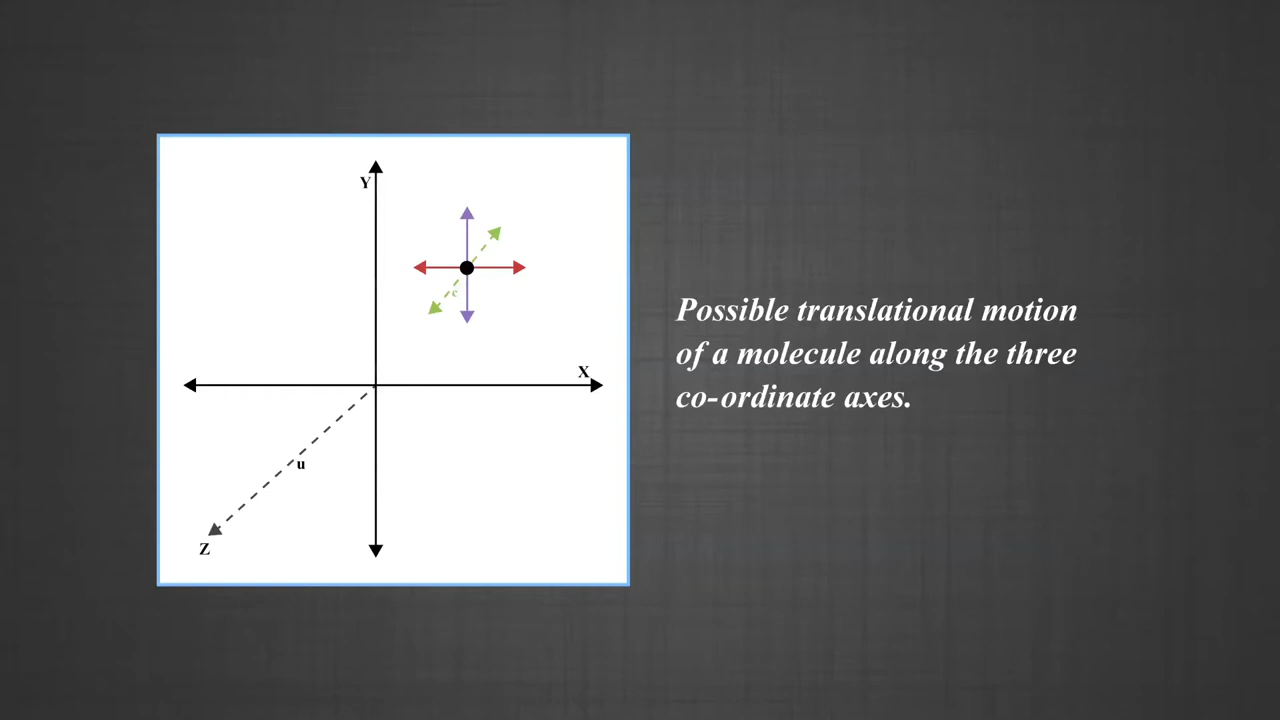 Y
c
X
u
Z
Possible translational motion
of a molecule along the three
co-ordinate axes.